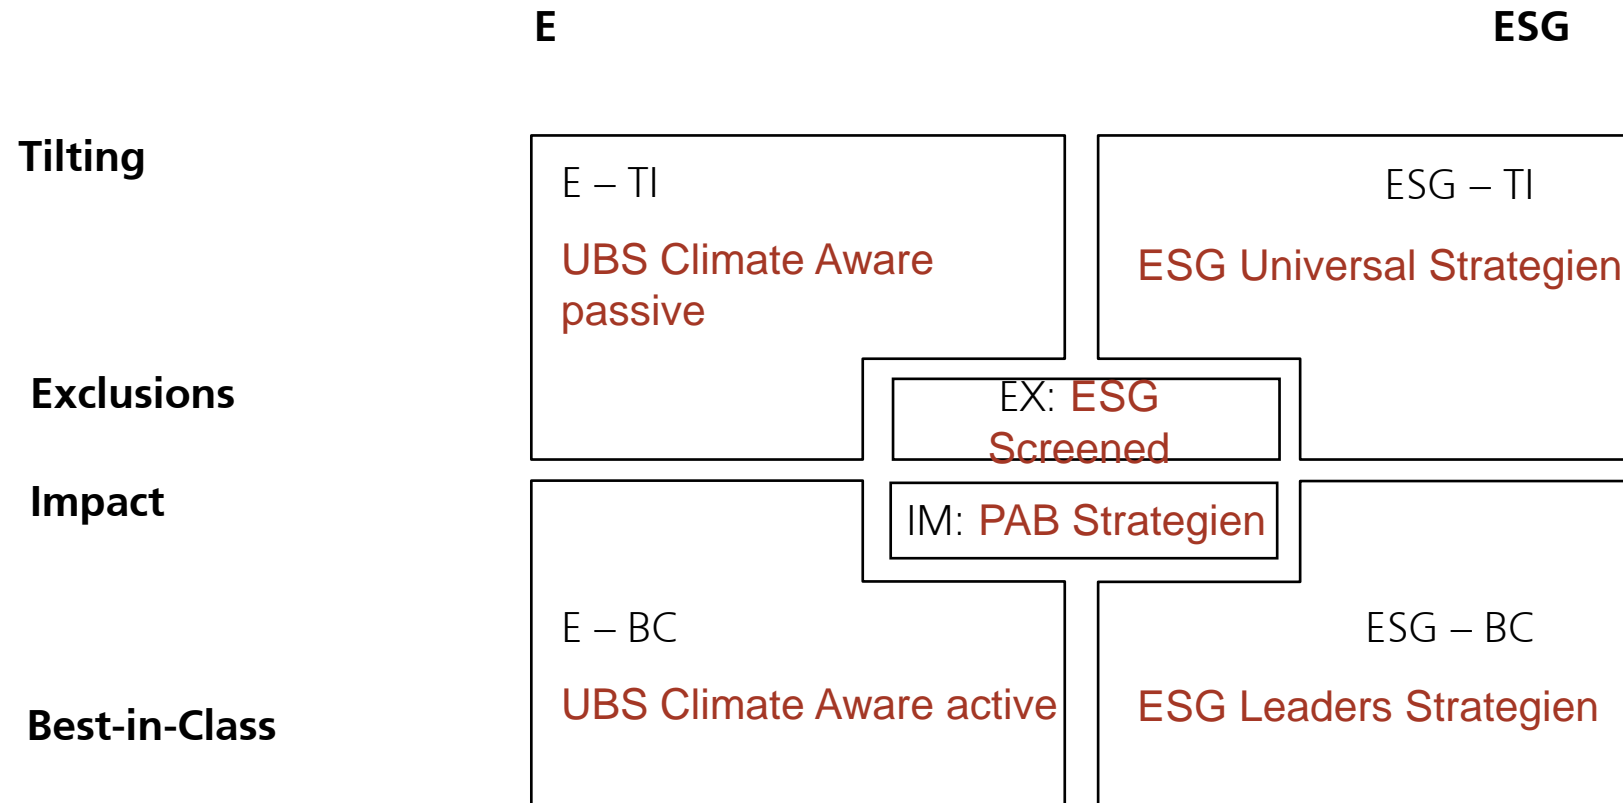 E
ESG
Tilting
E – TI
ESG – TI
UBS Climate Aware
passive
ESG Universal Strategien
Exclusions
EX: ESG
Screened
Impact
IM: PAB Strategien
E – BC
ESG – BC
UBS Climate Aware active
ESG Leaders Strategien
Best-in-Class